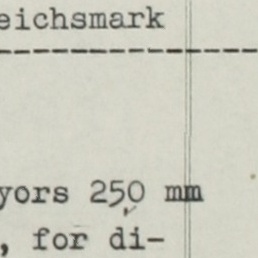 eichsmark
yors 250 mm
, for di-